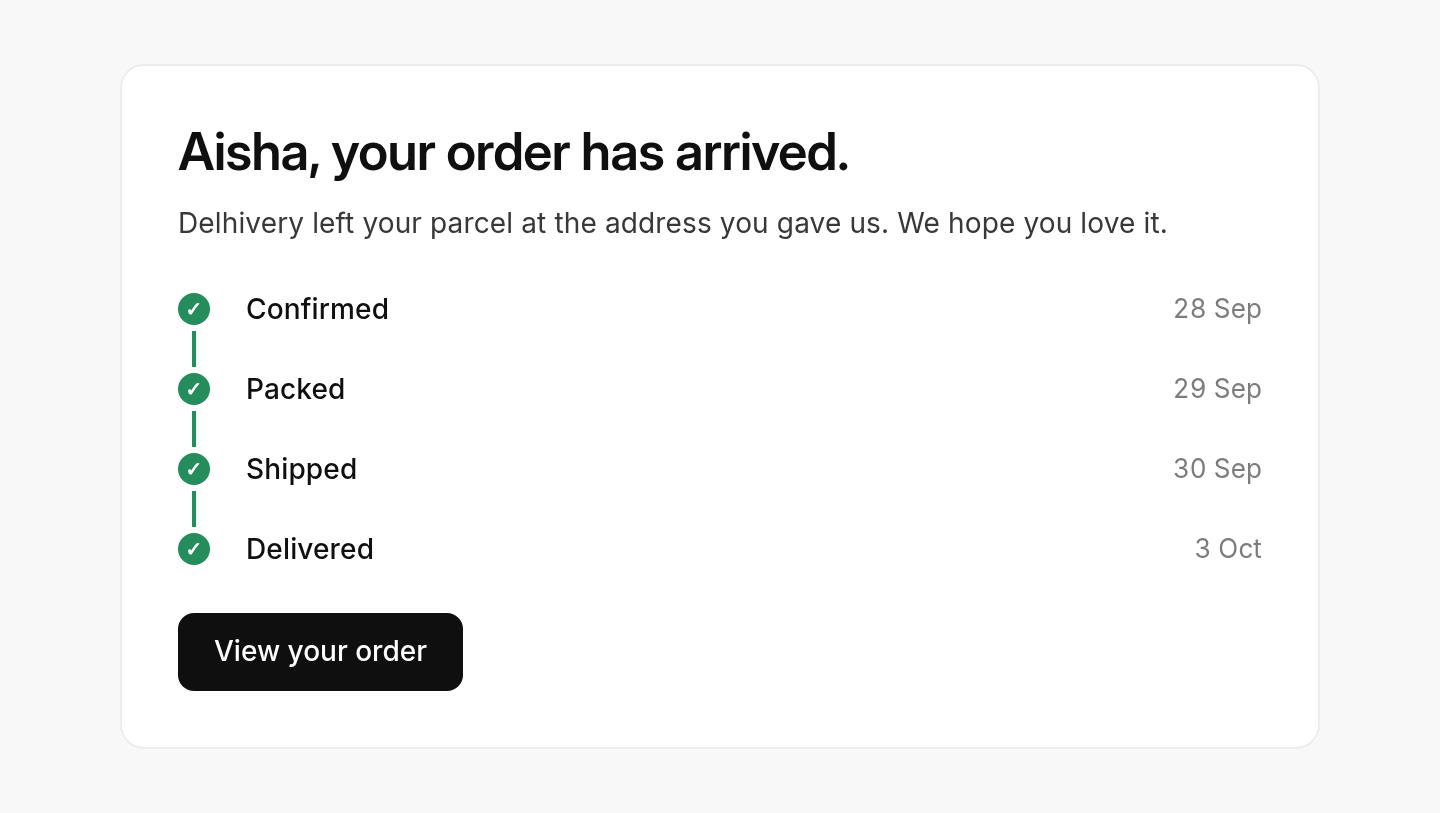 Aisha, your order has arrived.
Delhivery left your parcel at the address you gave us. We hope you love it.
✓ Confirmed 28 Sep
✓ Packed 29 Sep
✓ Shipped 30 Sep
✓ Delivered 3 Oct
View your order